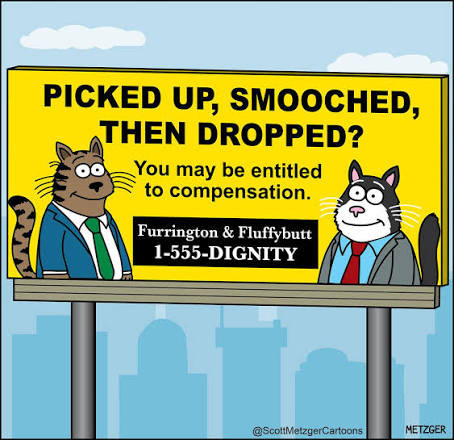 PICKED UP, SMOOCHED,
THEN DROPPED?
You may be entitled
to compensation.
Furrington & Fluffybutt
1-555-DIGNITY
@ScottMetzgerCartoons
METZGER